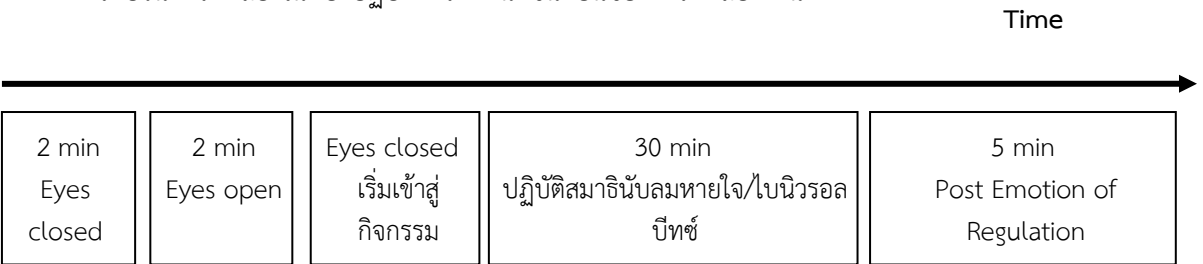 Time
2 min
Eyes
closed
2 min
Eyes open
Eyes closed
เริ่มเข้าสู่
กิจกรรม
30 min
ปฏิบัติสมาธินับลมหายใจ/ไบนิวรอล
บีทซ์
5 min
Post Emotion of
Regulation